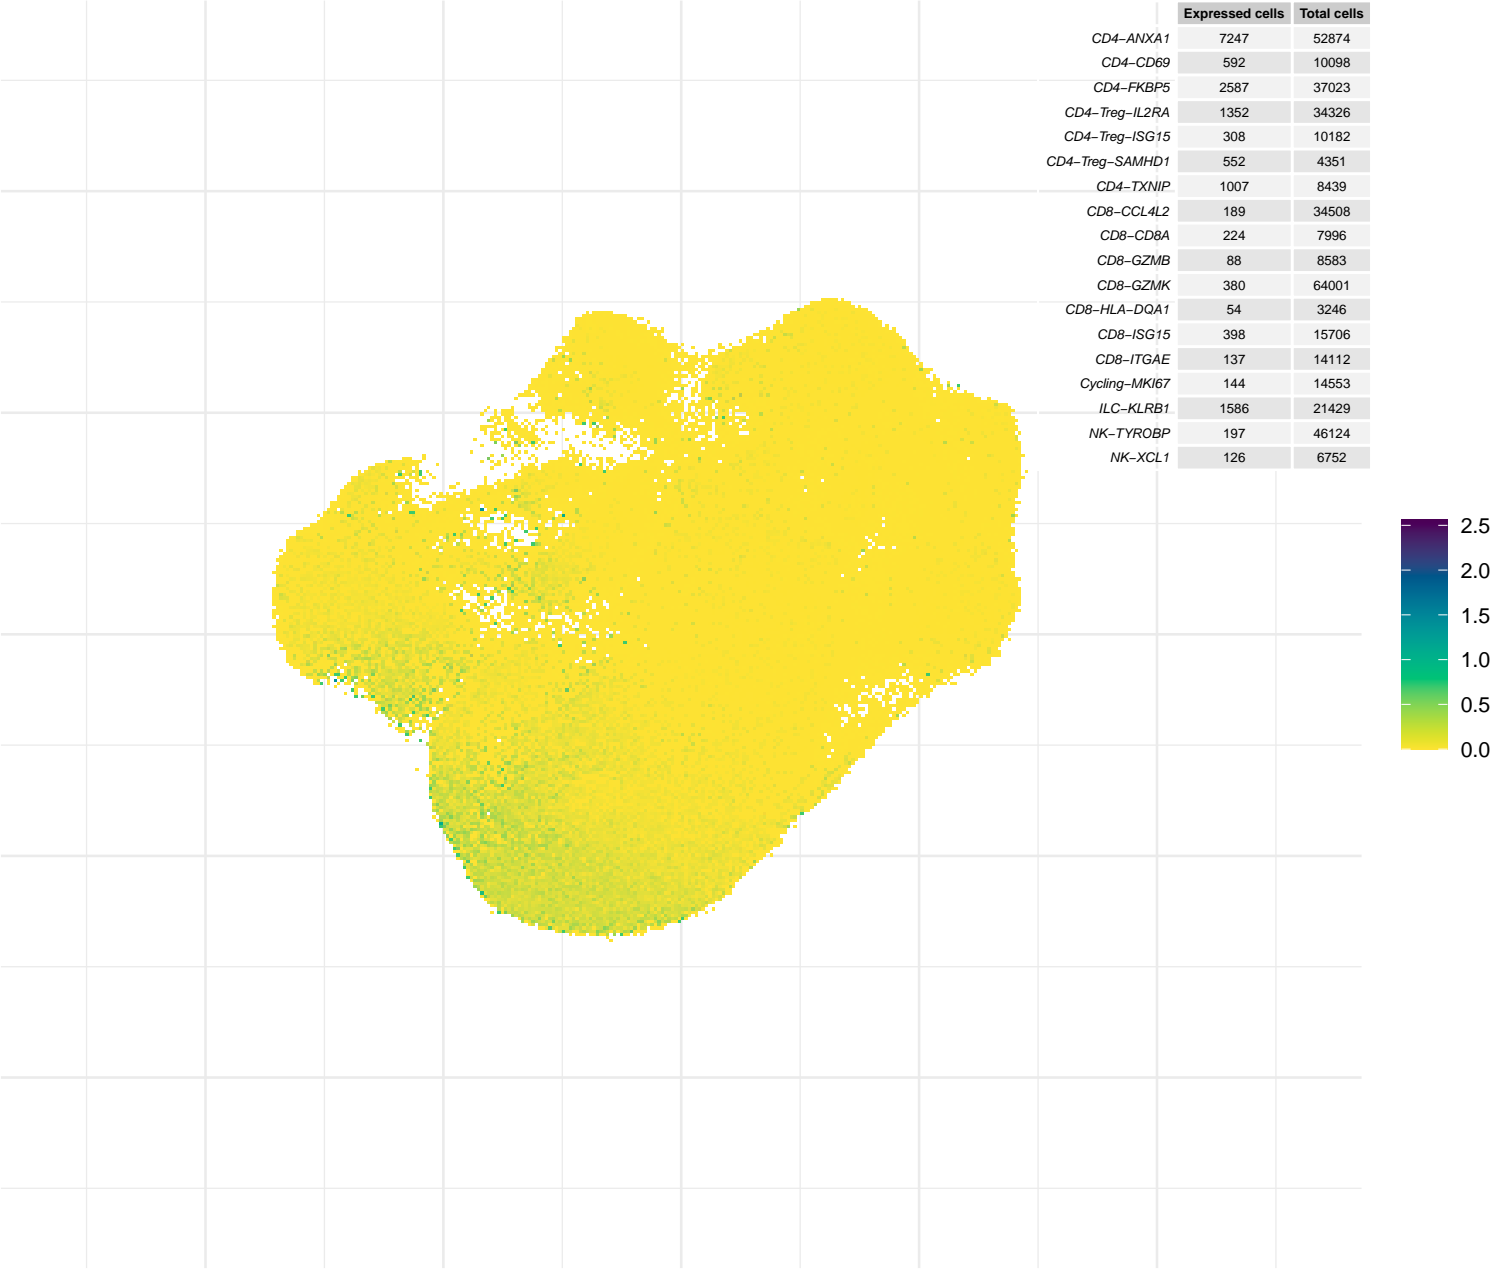 Expressed cells Total cells
CD4−ANXA1 7247 52874
CD4−CD69 592 10098
CD4−FKBP5 2587 37023
CD4−Treg−IL2RA 1352 34326
CD4−Treg−ISG15 308 10182
CD4−Treg−SAMHD1 552 4351
CD4−TXNIP 1007 8439
CD8−CCL4L2 189 34508
CD8−CD8A 224 7996
CD8−GZMB 88 8583
CD8−GZMK 380 64001
CD8−HLA−DQA1 54 3246
CD8−ISG15 398 15706
CD8−ITGAE 137 14112
Cycling−MKI67 144 14553
ILC−KLRB1 1586 21429
NK−TYROBP 197 46124
NK−XCL1 126 6752
2.5
2.0
1.5
1.0
0.5
0.0